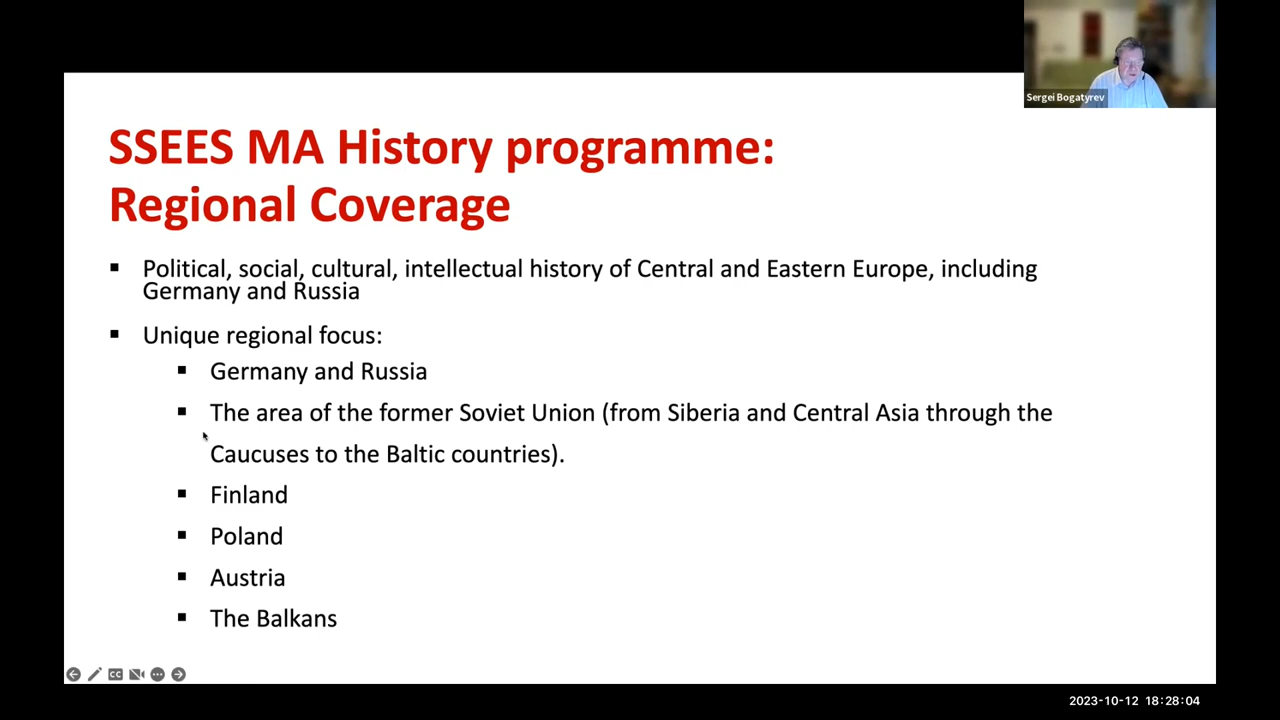 Sergei Bogatyrev
SSEES MA History programme:
Regional Coverage
▪ Political, social, cultural, intellectual history of Central and Eastern Europe, including
Germany and Russia
▪ Unique regional focus:
▪ Germany and Russia
▪ The area of the former Soviet Union (from Siberia and Central Asia through the
Caucuses to the Baltic countries).
▪ Finland
▪ Poland
▪ Austria
▪ The Balkans
CC
2023-10-12 18:28:04